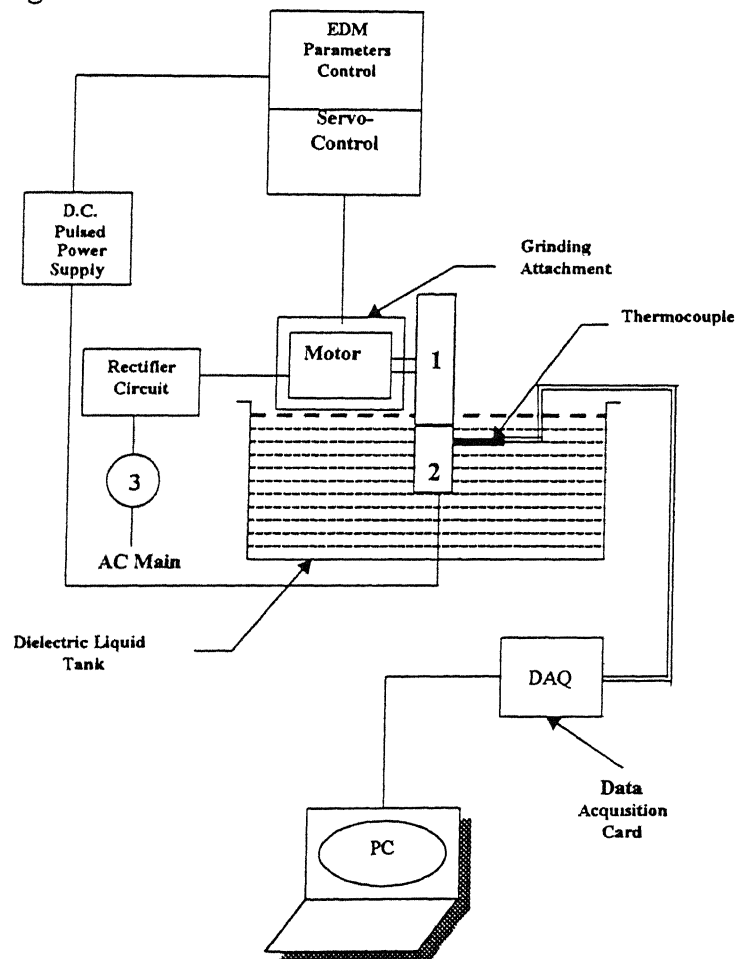 EDM
Parameters
Control
Servo-
Control
D.C.
Pulsed
Power
Supply
Grinding
Attachment
Thermocouple
Motor
1
Rectifier
Circuit
2
3
AC Main
Dielectric Liquid
Tank
DAQ
Data
Acquisition
Card
PC